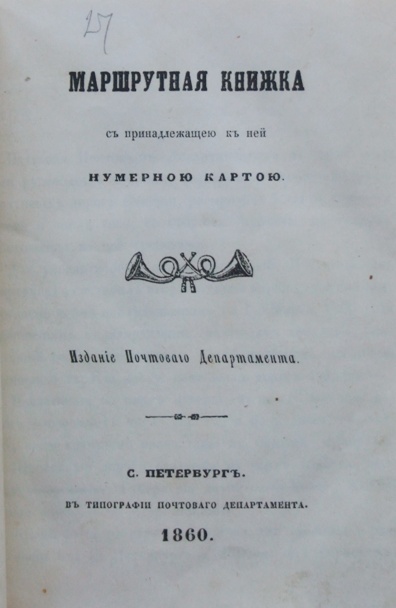 27
МАРШРУТНАЯ КНИЖКА
съ принадлежащею къ ней
НУМЕРНОЮ КАРТОЮ.
Изданіе Почтоваго Департамента.
С. ПЕТЕРБУРГЪ.
ВЪ ТИПОГРАФІИ ПОЧТОВАГО ДЕПАРТАМЕНТА.
1860.